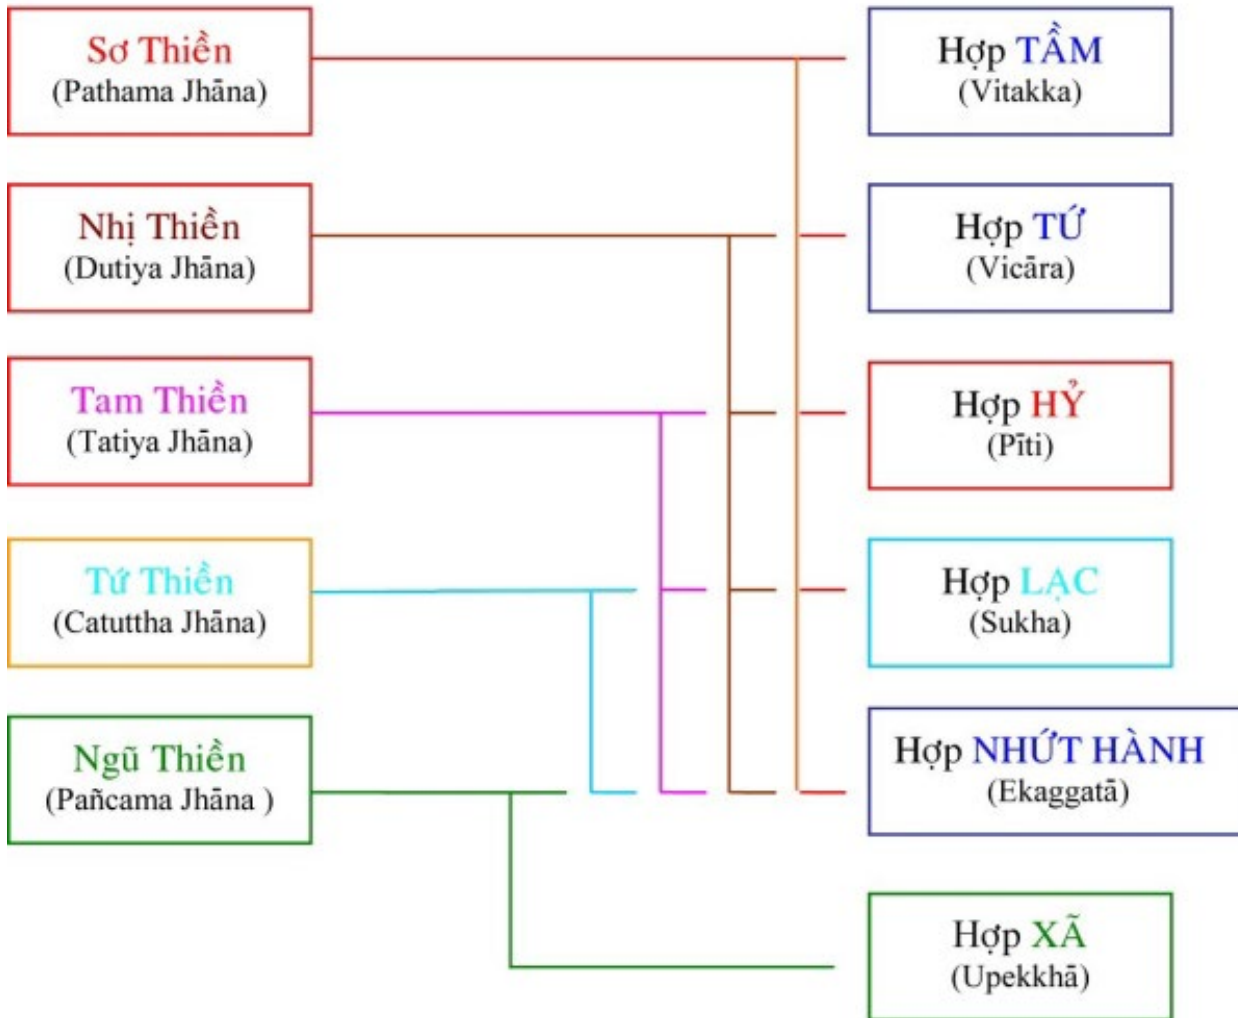 Sơ Thiền
(Pathama Jhāna)
Hợp TẦM
(Vitakka)
Nhị Thiền
(Dutiya Jhāna)
Hợp TỨ
(Vicāra)
Tam Thiền
(Tatiya Jhāna)
Hợp HỶ
(Pīti)
Tứ Thiền
(Catuttha Jhāna)
Hợp LẠC
(Sukha)
Ngũ Thiền
(Pañcama Jhāna )
Hợp NHỨT HÀNH
(Ekaggatā)
Hợp XÃ
(Upekkhā)